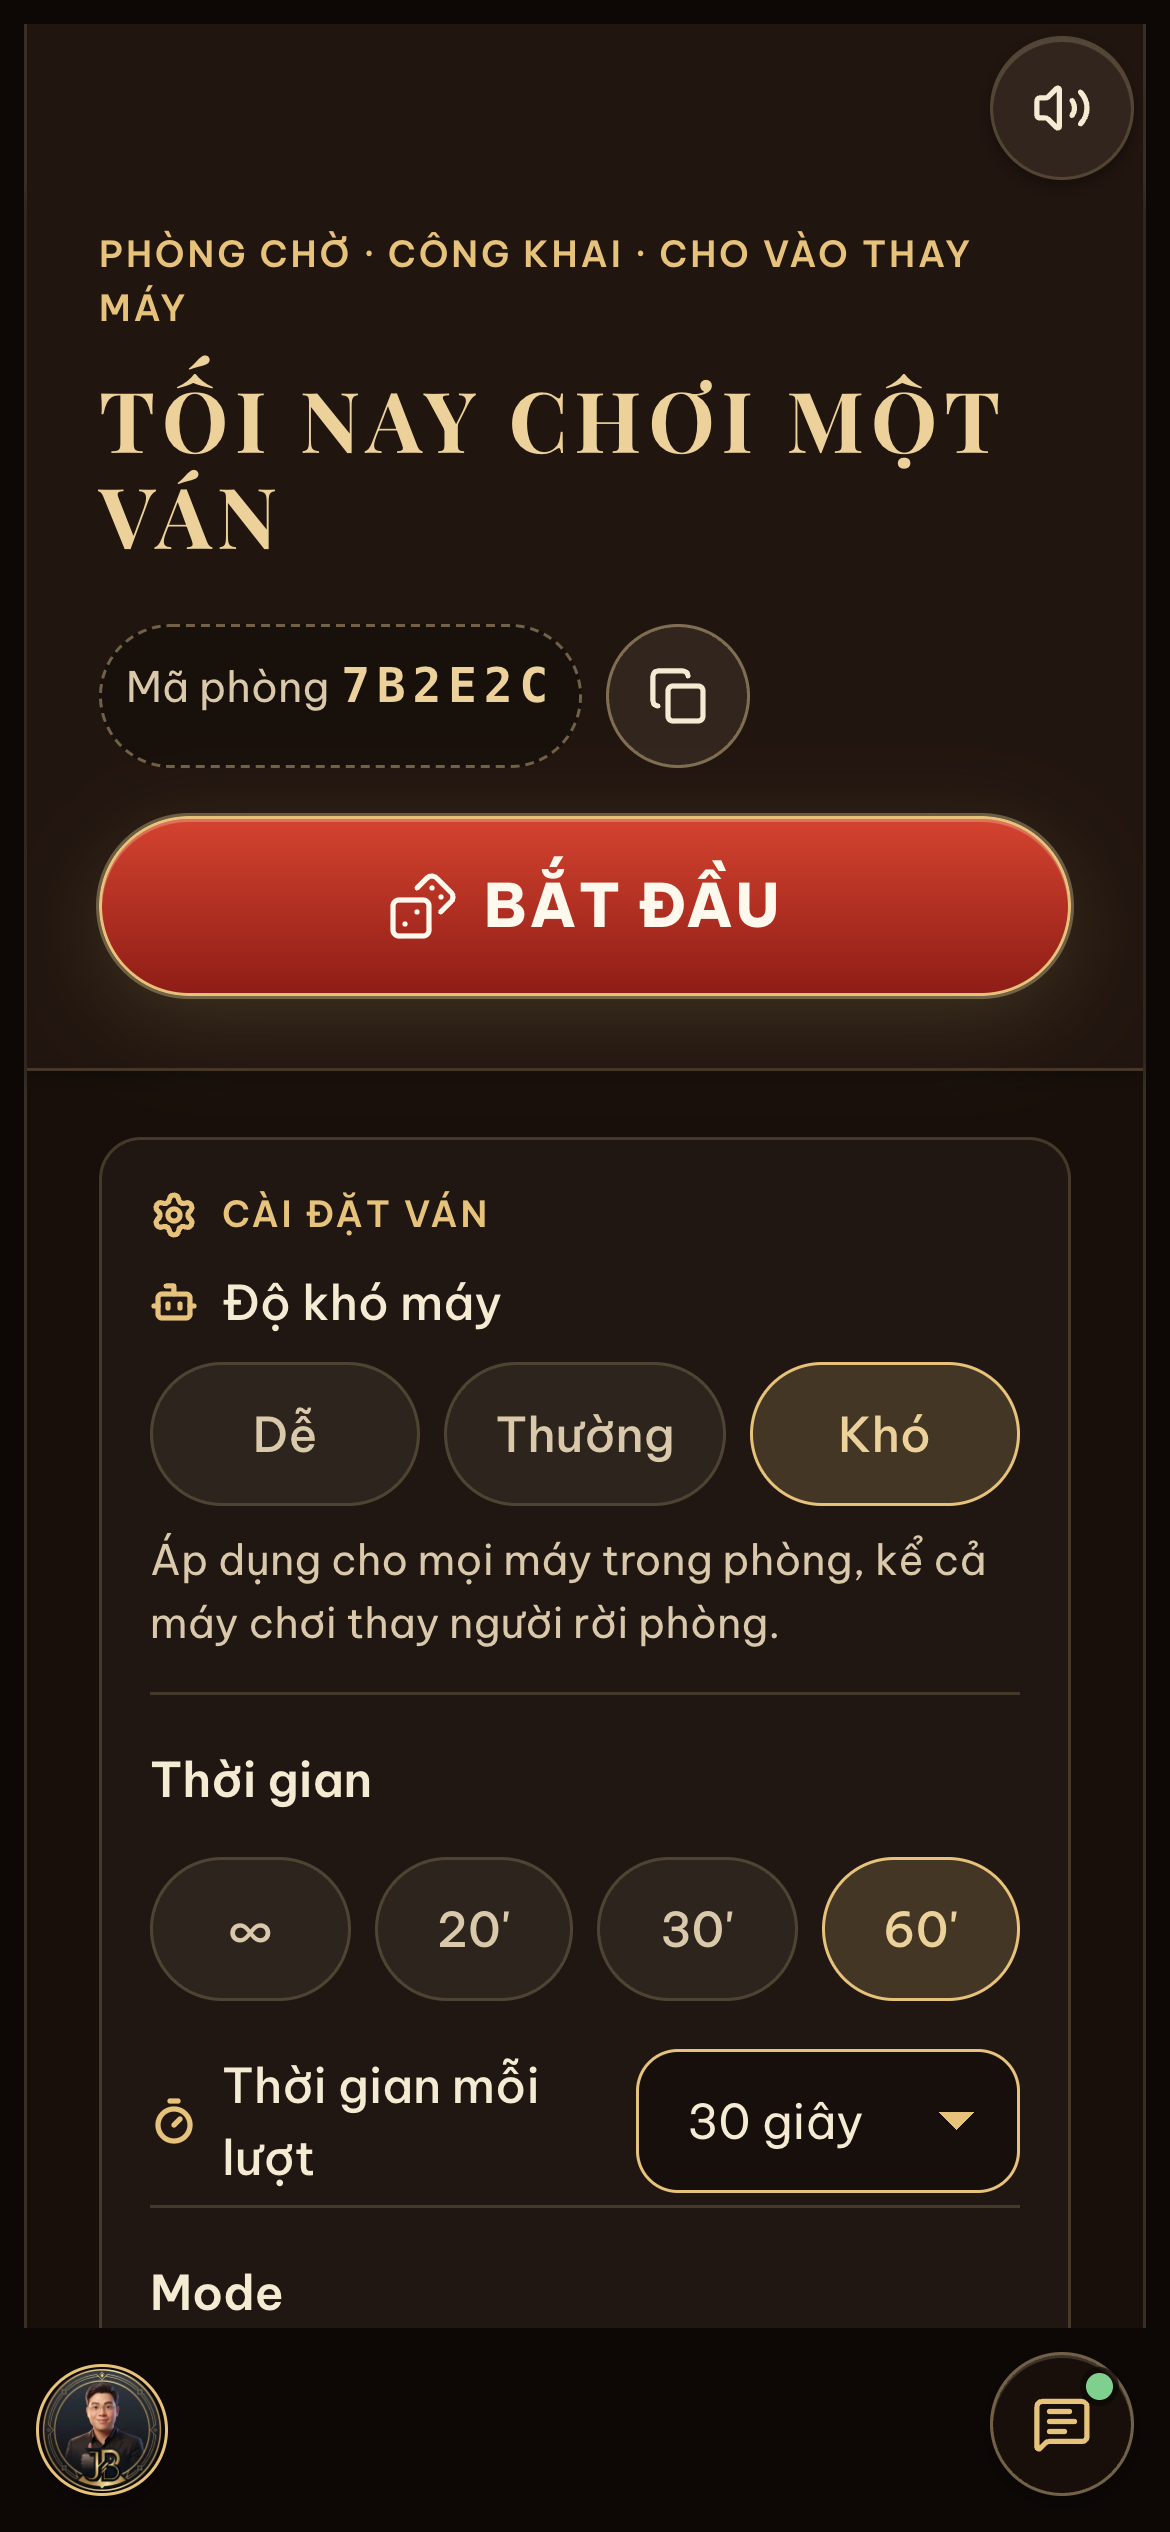 PHÒNG CHỜ · CÔNG KHAI · CHO VÀO THAY
MÁY
TỐI NAY CHƠI MỘT
VÁN
Mã phòng 7B2E2C
BẮT ĐẦU
CÀI ĐẶT VÁN
Độ khó máy
Dễ Thường Khó
Áp dụng cho mọi máy trong phòng, kể cả
máy chơi thay người rời phòng.
Thời gian
∞ 20′ 30′ 60′
Thời gian mỗi
lượt
30 giây
Mode
JB